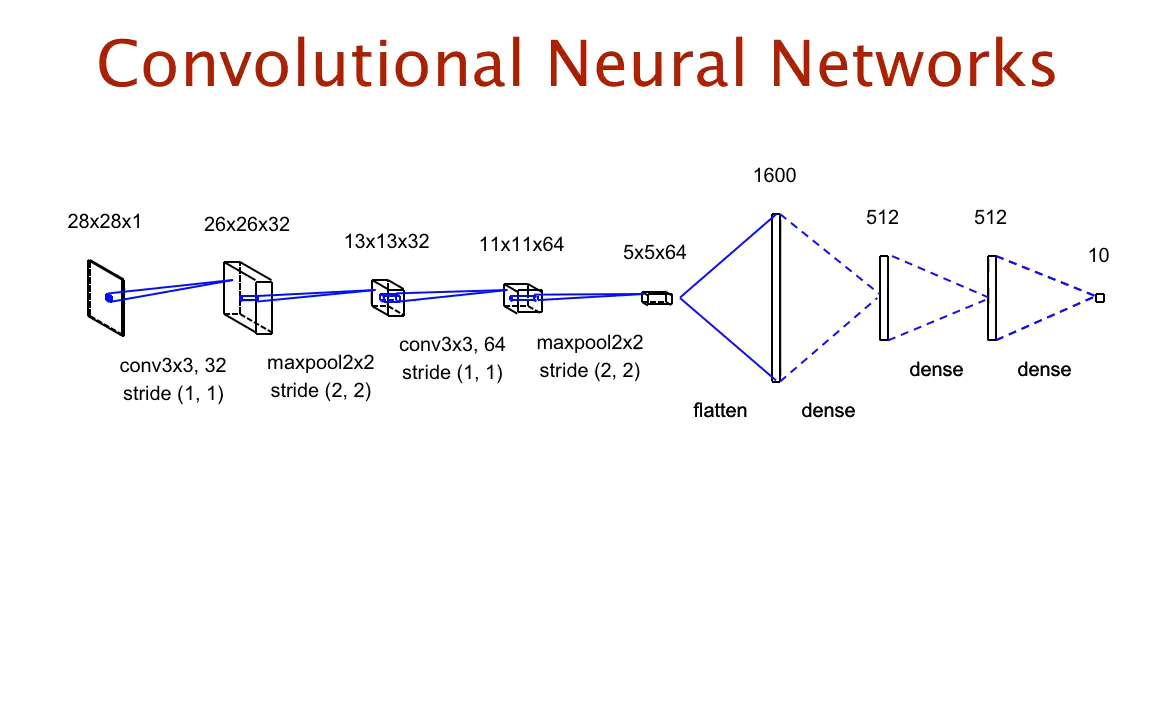 Convolutional Neural Networks
28x28x1
26x26x32
13x13x32
11x11x64
5x5x64
1600
512
512
10
conv3x3, 32
stride (1, 1)
maxpool2x2
stride (2, 2)
conv3x3, 64
stride (1, 1)
maxpool2x2
stride (2, 2)
flatten
dense
dense
dense